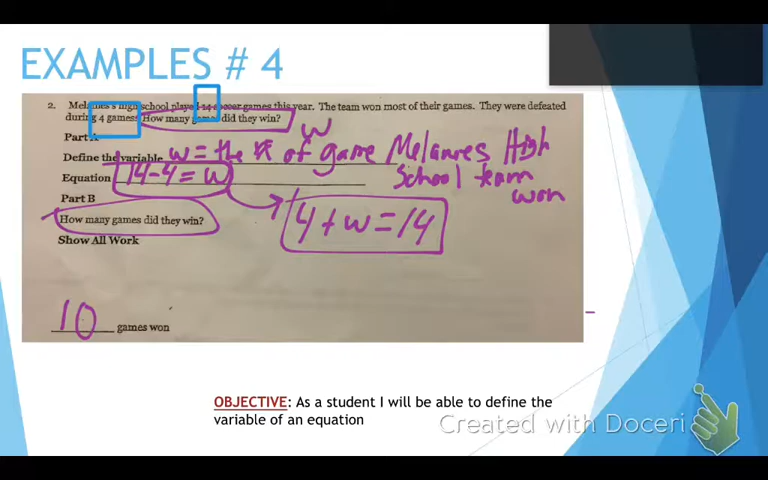 EXAMPLES # 4
2. Melanies's high school played 14 soccer games this year. The team won most of their games. They were defeated
during 4 games. How many games did they win?
w
Part A
Define the variable w = the # of game Melanres High
School team
won
Equation 14-4=w
Part B
4+w=14
How many games did they win?
Show All Work
10 games won
OBJECTIVE: As a student I will be able to define the
variable of an equation
Created with Doceri